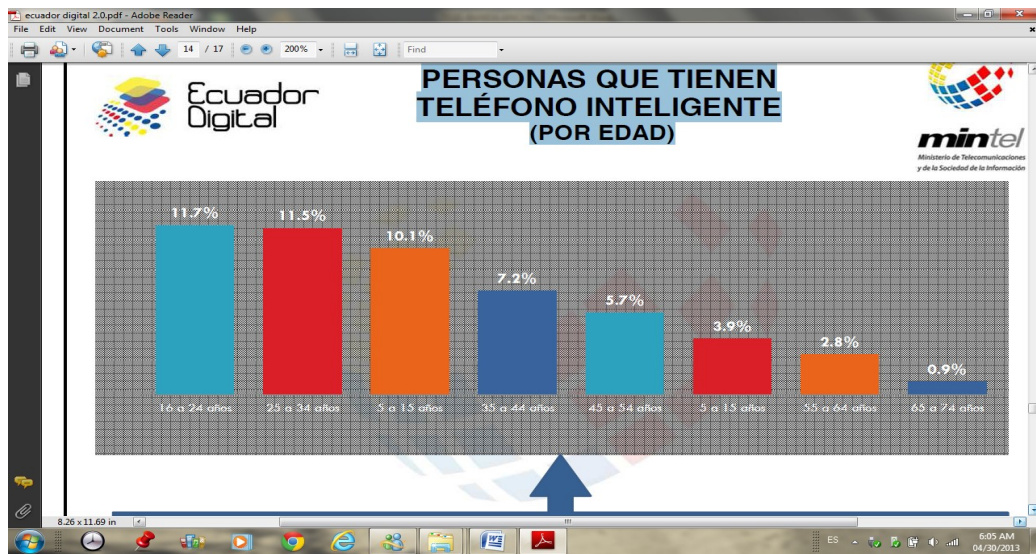 ecuador digital 2.0.pdf - Adobe Reader
File Edit View Document Tools Window Help
14 / 17 200% Find
Ecuador
Digital
PERSONAS QUE TIENEN
TELÉFONO INTELIGENTE
(POR EDAD)
mintel
Ministerio de Telecomunicaciones
y de la Sociedad de la Información
11.7% 11.5% 10.1% 7.2% 5.7% 3.9% 2.8% 0.9%
16 a 24 años 25 a 34 años 5 a 15 años 35 a 44 años 45 a 54 años 5 a 15 años 55 a 64 años 65 a 74 años
8.26 x 11.69 in
ES 6:05 AM
04/30/2013